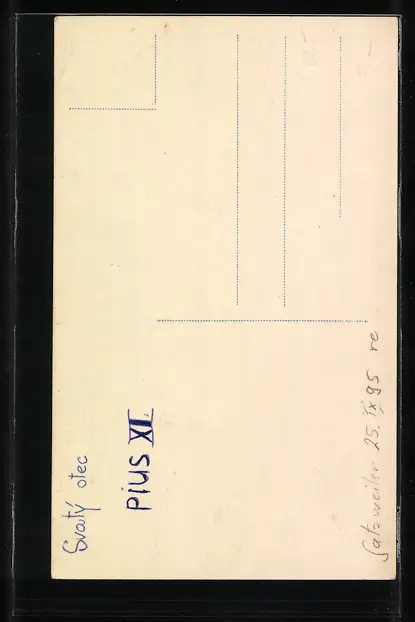 Svatý otec
PIUS XI.
Satzweiler 25. IX 95 re